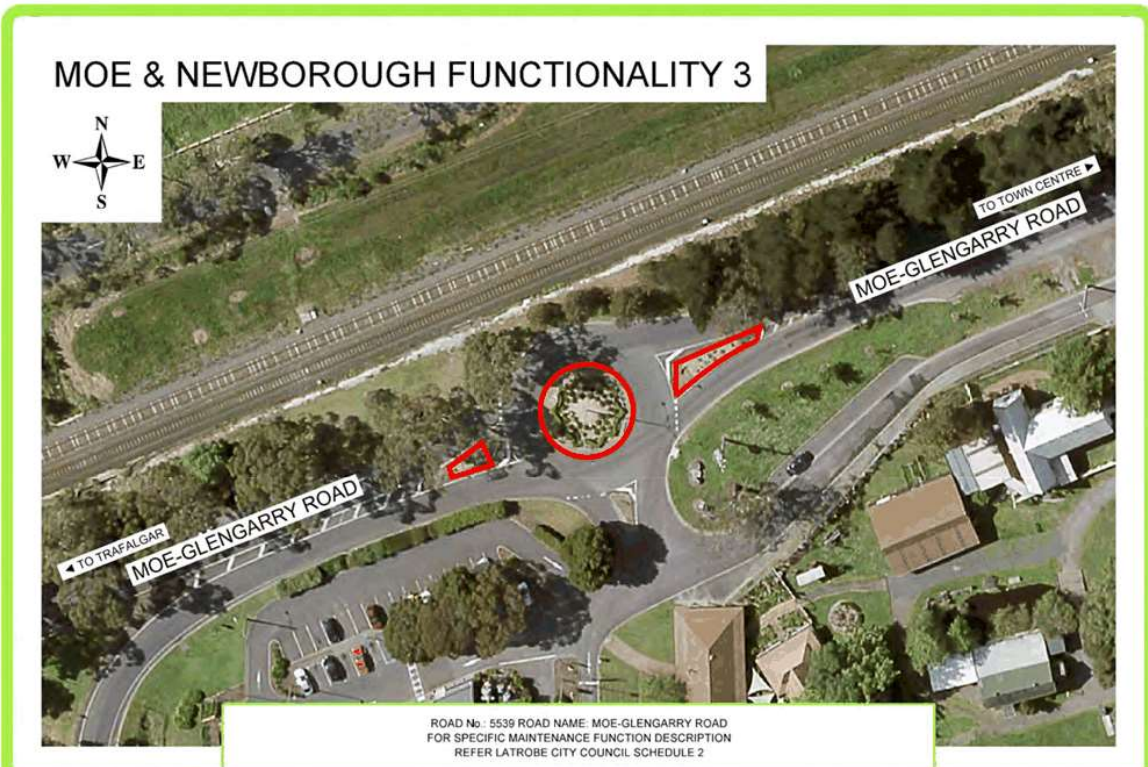 MOE & NEWBOROUGH FUNCTIONALITY 3
N
W E
S
TO TOWN CENTRE ►
MOE-GLENGARRY ROAD
◄ TO TRAFALGAR
MOE-GLENGARRY ROAD
ROAD No.: 5539 ROAD NAME: MOE-GLENGARRY ROAD
FOR SPECIFIC MAINTENANCE FUNCTION DESCRIPTION
REFER LATROBE CITY COUNCIL SCHEDULE 2